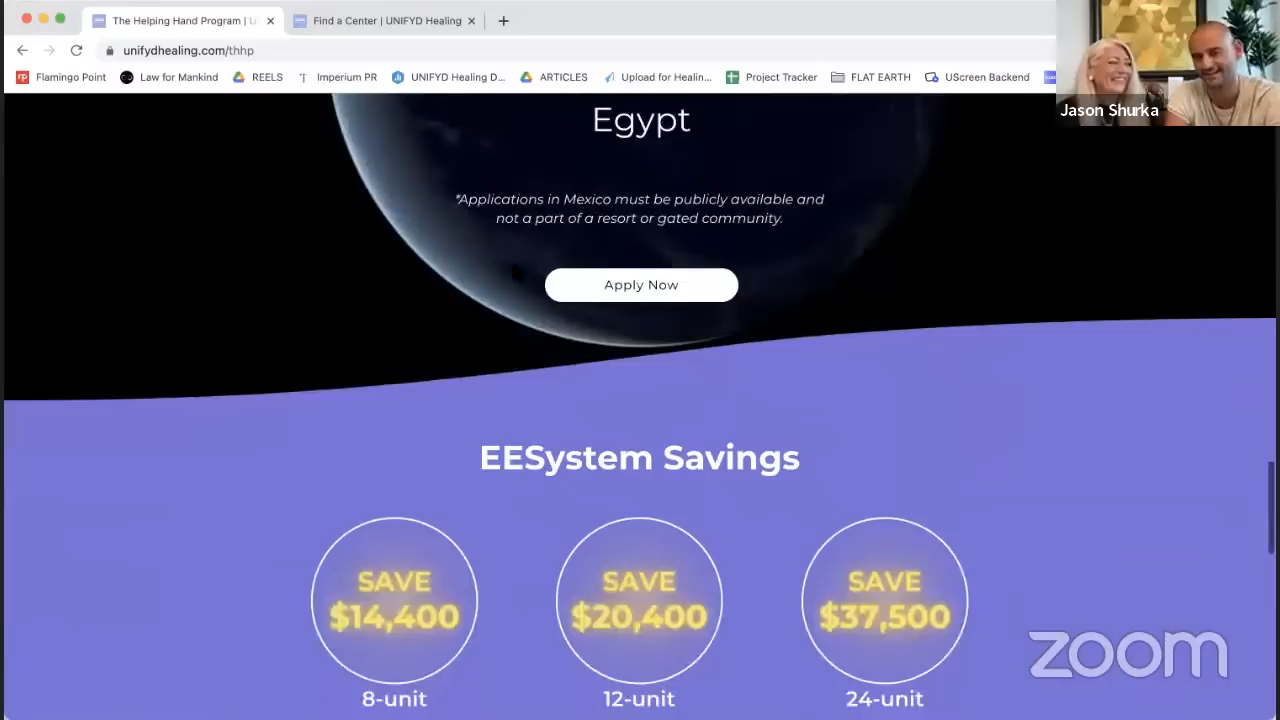 The Helping Hand Program | U
Find a Center | UNIFYD Healing
unifydhealing.com/thhp
Flamingo Point
Law for Mankind
REELS
Imperium PR
UNIFYD Healing D...
ARTICLES
Upload for Healin...
Project Tracker
FLAT EARTH
UScreen Backend
Jason Shurka
Egypt
*Applications in Mexico must be publicly available and
not a part of a resort or gated community.
Apply Now
EESystem Savings
SAVE
$14,400
8-unit
SAVE
$20,400
12-unit
SAVE
$37,500
24-unit
zoom